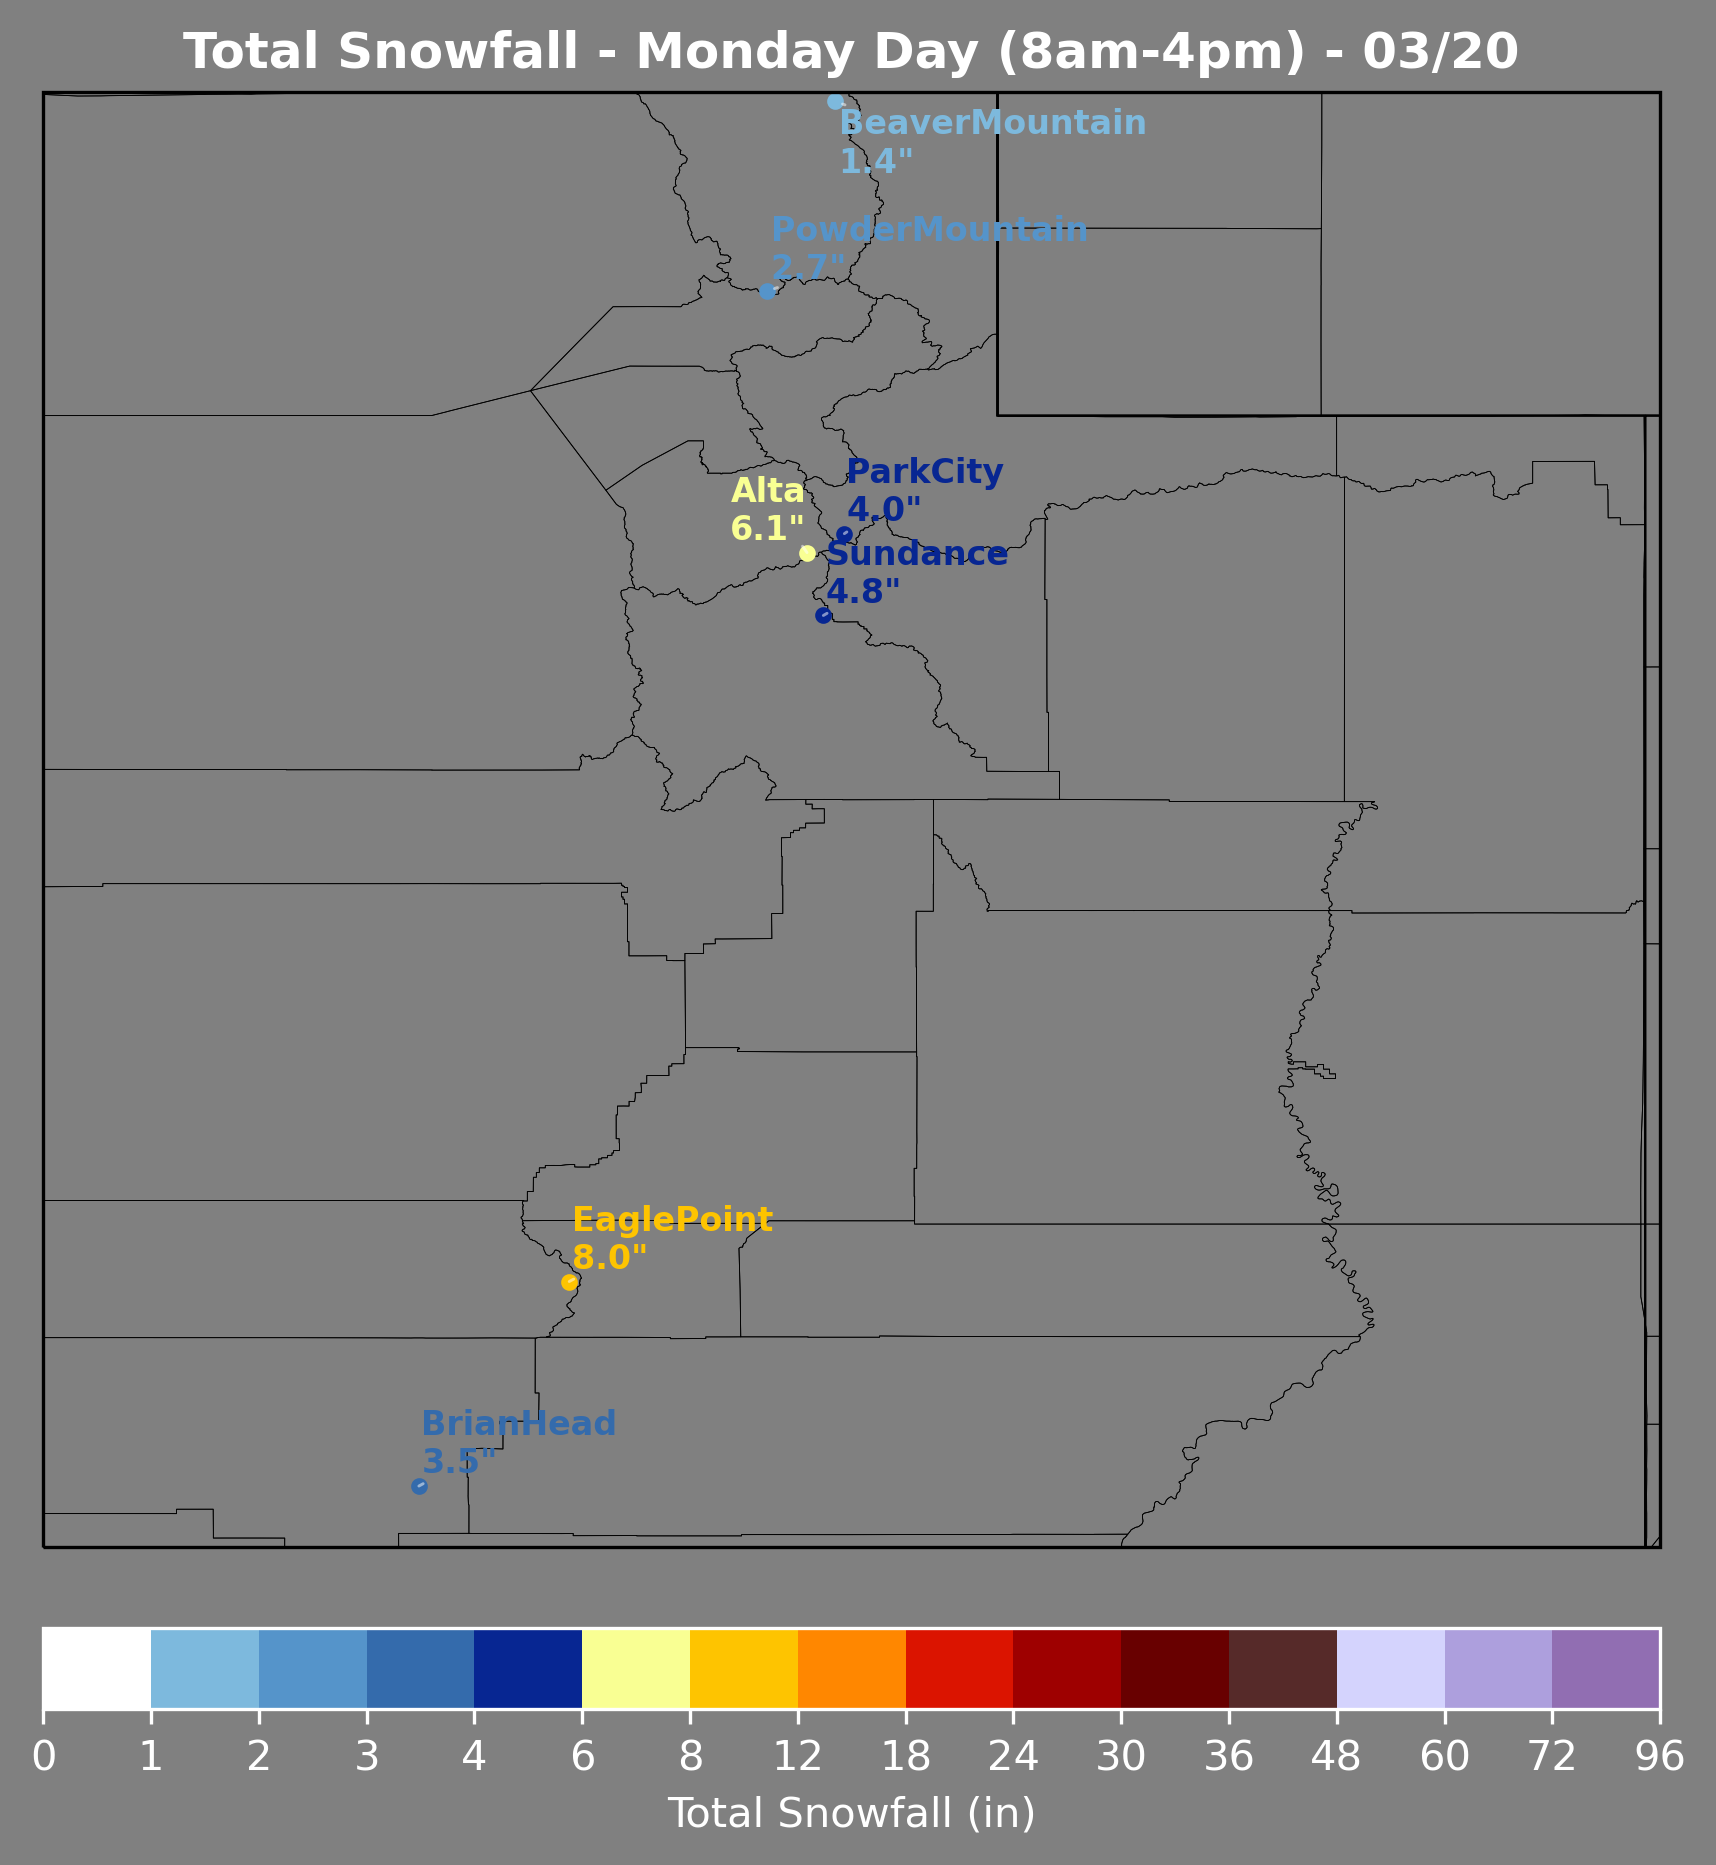 Total Snowfall - Monday Day (8am-4pm) - 03/20
BeaverMountain
1.4"
PowderMountain
2.7"
ParkCity
4.0"
Alta
6.1"
Sundance
4.8"
EaglePoint
8.0"
BrianHead
3.5"
0 1 2 3 4 6 8 12 18 24 30 36 48 60 72 96
Total Snowfall (in)